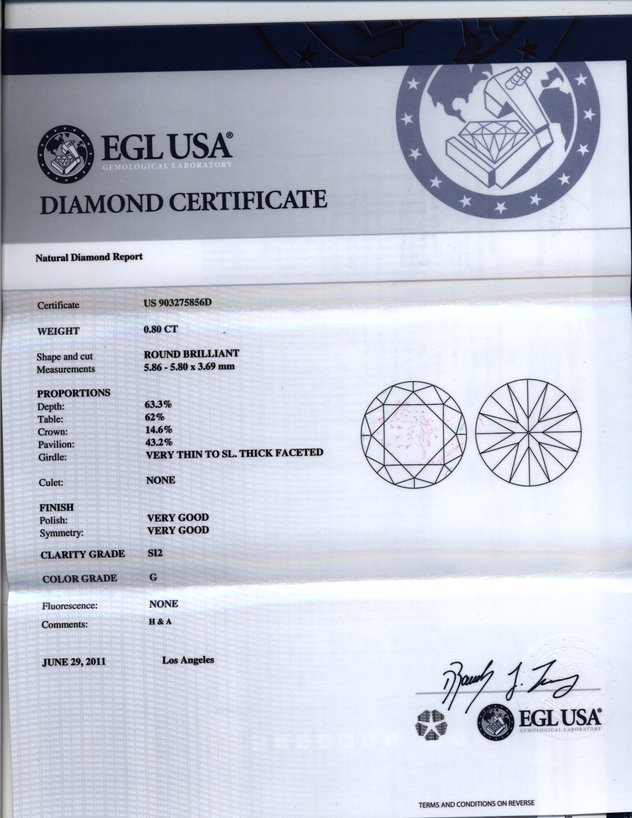 EGL USA®
GEMOLOGICAL LABORATORY
DIAMOND CERTIFICATE
Natural Diamond Report
Certificate US 903275856D
WEIGHT 0.80 CT
Shape and cut ROUND BRILLIANT
Measurements 5.86 - 5.80 x 3.69 mm
PROPORTIONS
Depth: 63.3%
Table: 62%
Crown: 14.6%
Pavilion: 43.2%
Girdle: VERY THIN TO SL. THICK FACETED
Culet: NONE
FINISH
Polish: VERY GOOD
Symmetry: VERY GOOD
CLARITY GRADE SI2
COLOR GRADE G
Fluorescence: NONE
Comments: H & A
JUNE 29, 2011 Los Angeles
EGL USA®
GEMOLOGICAL LABORATORY
TERMS AND CONDITIONS ON REVERSE